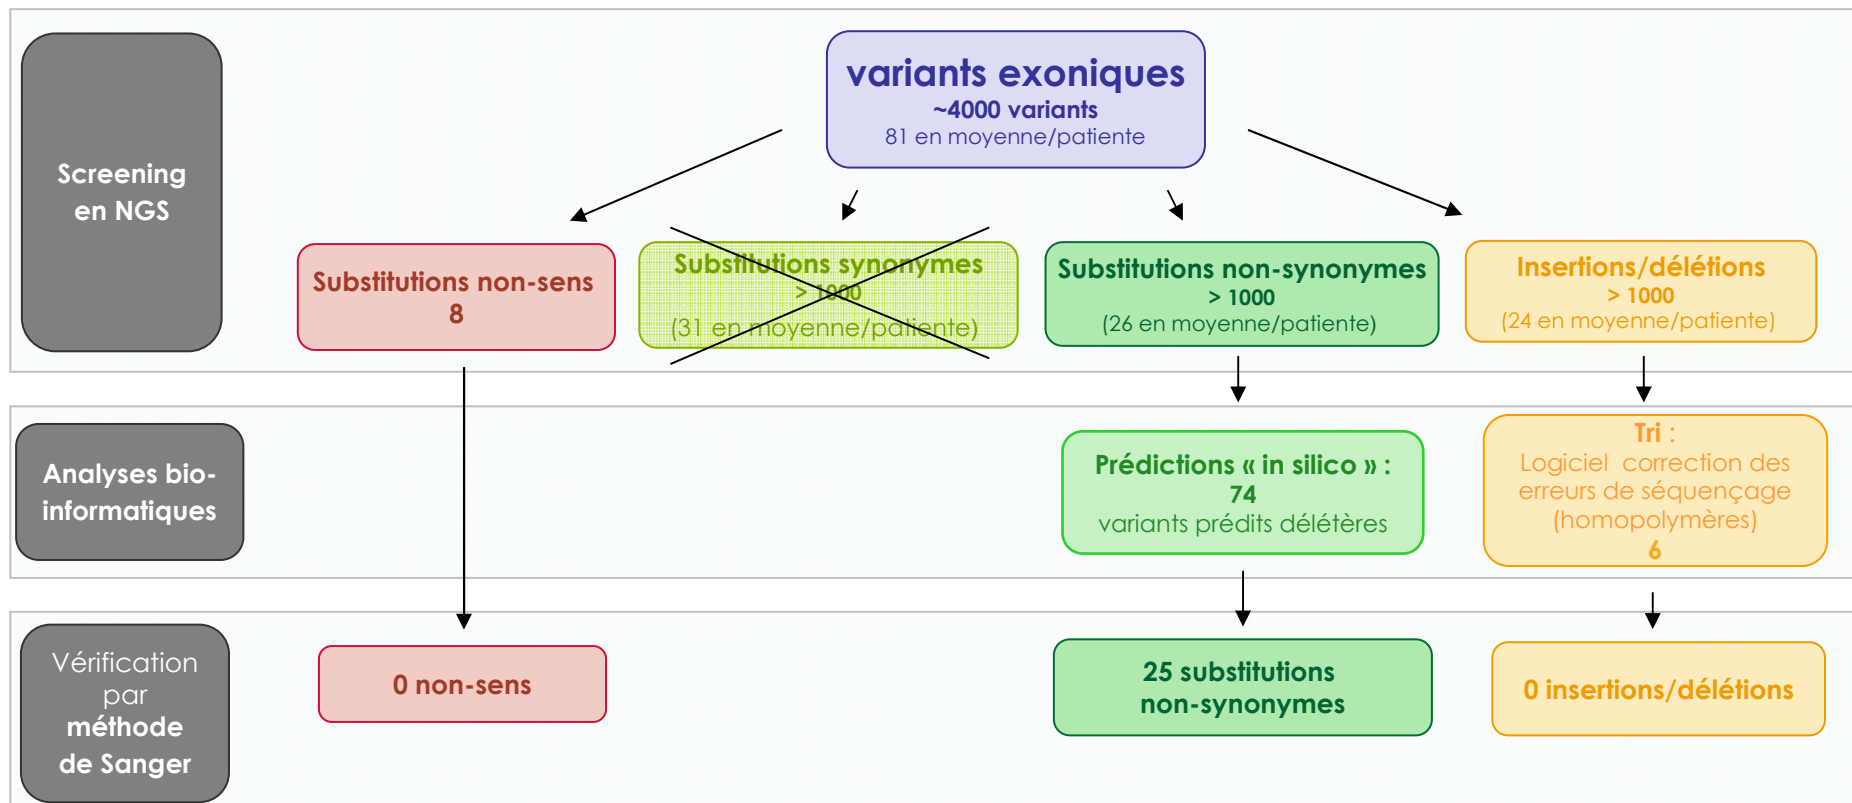 Screening
en NGS
variants exoniques
~4000 variants
81 en moyenne/patiente
Substitutions non-sens
8
Substitutions synonymes
> 1000
(31 en moyenne/patiente)
Substitutions non-synonymes
> 1000
(26 en moyenne/patiente)
Insertions/délétions
> 1000
(24 en moyenne/patiente)
Analyses bio-
informatiques
Prédictions « in silico » :
74
variants prédits délétères
Tri :
Logiciel correction des
erreurs de séquençage
(homopolymères)
6
Vérification
par
méthode
de Sanger
0 non-sens
25 substitutions
non-synonymes
0 insertions/délétions